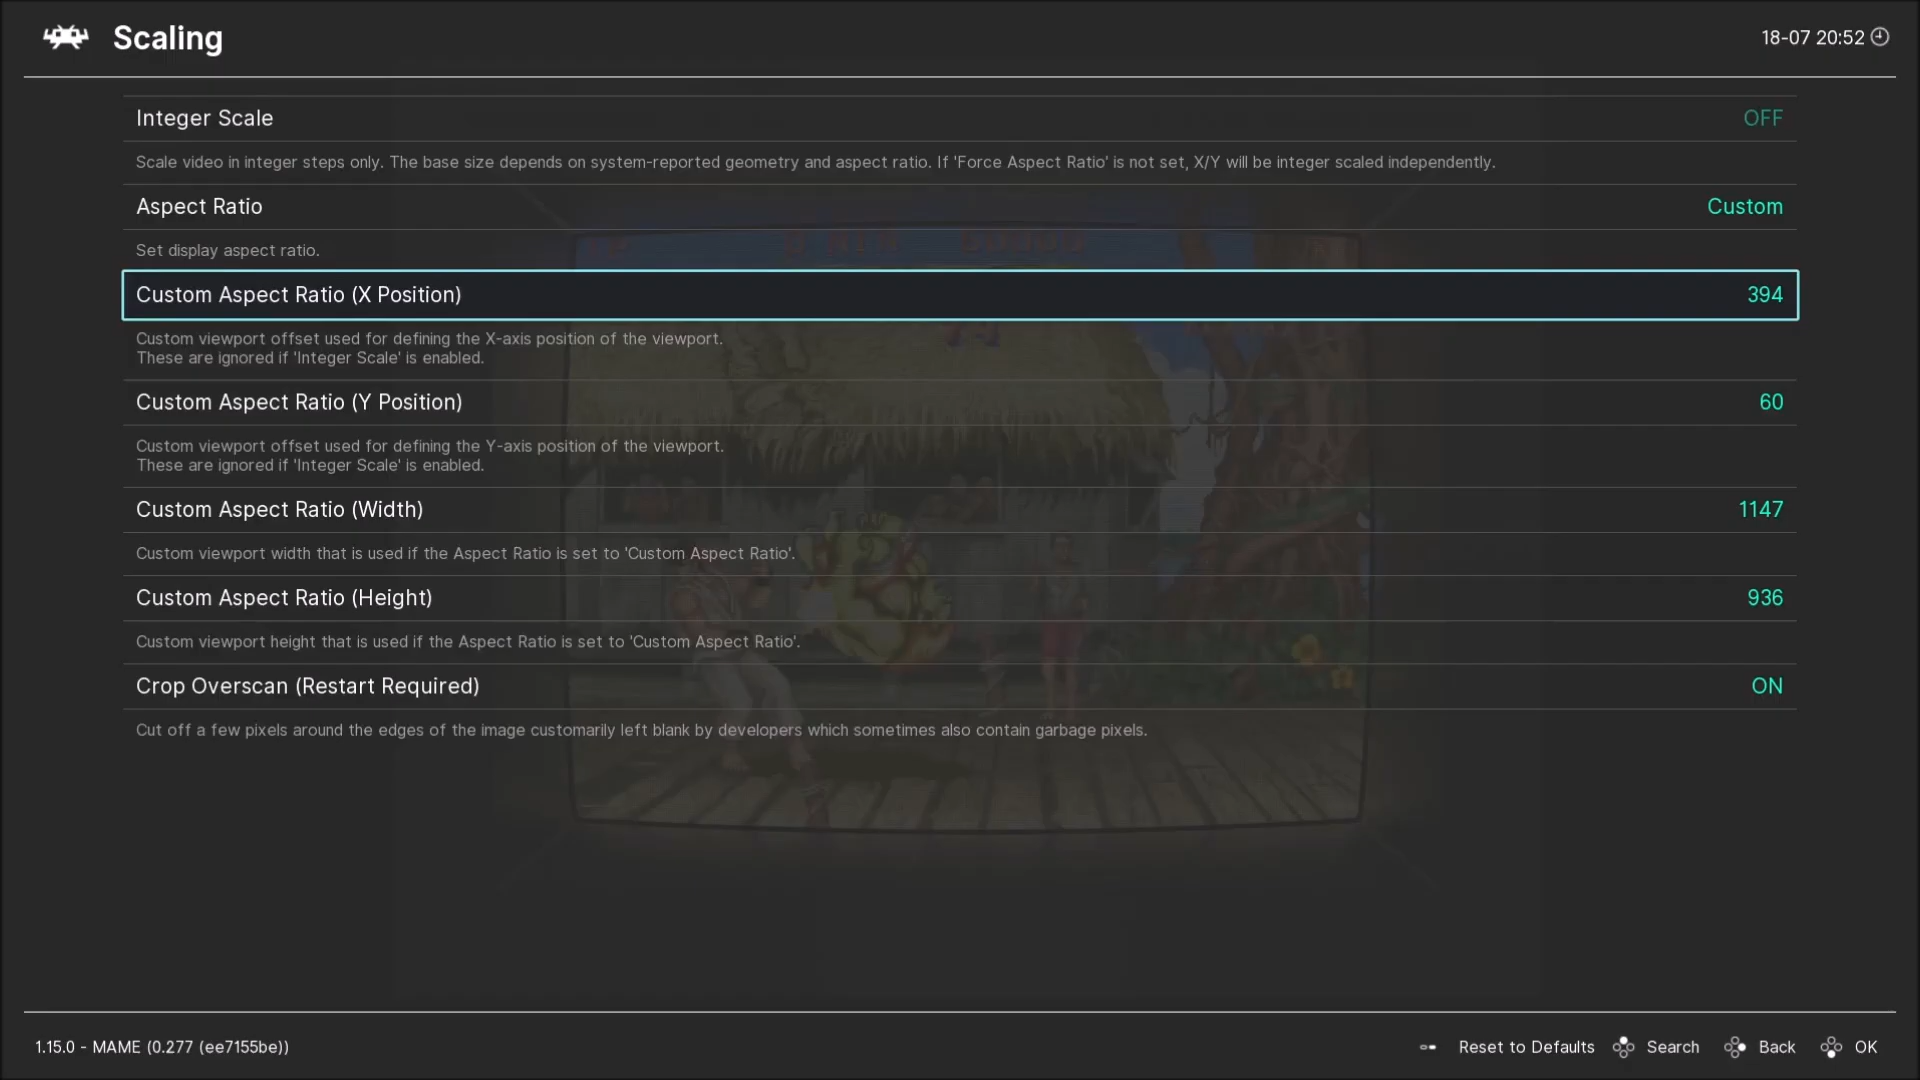 Scaling
18-07 20:52
Integer Scale OFF
Scale video in integer steps only. The base size depends on system-reported geometry and aspect ratio. If 'Force Aspect Ratio' is not set, X/Y will be integer scaled independently.
Aspect Ratio Custom
Set display aspect ratio.
Custom Aspect Ratio (X Position) 394
Custom viewport offset used for defining the X-axis position of the viewport.
These are ignored if 'Integer Scale' is enabled.
Custom Aspect Ratio (Y Position) 60
Custom viewport offset used for defining the Y-axis position of the viewport.
These are ignored if 'Integer Scale' is enabled.
Custom Aspect Ratio (Width) 1147
Custom viewport width that is used if the Aspect Ratio is set to 'Custom Aspect Ratio'.
Custom Aspect Ratio (Height) 936
Custom viewport height that is used if the Aspect Ratio is set to 'Custom Aspect Ratio'.
Crop Overscan (Restart Required) ON
Cut off a few pixels around the edges of the image customarily left blank by developers which sometimes also contain garbage pixels.
1.15.0 - MAME (0.277 (ee7155be))
Reset to Defaults Search Back OK